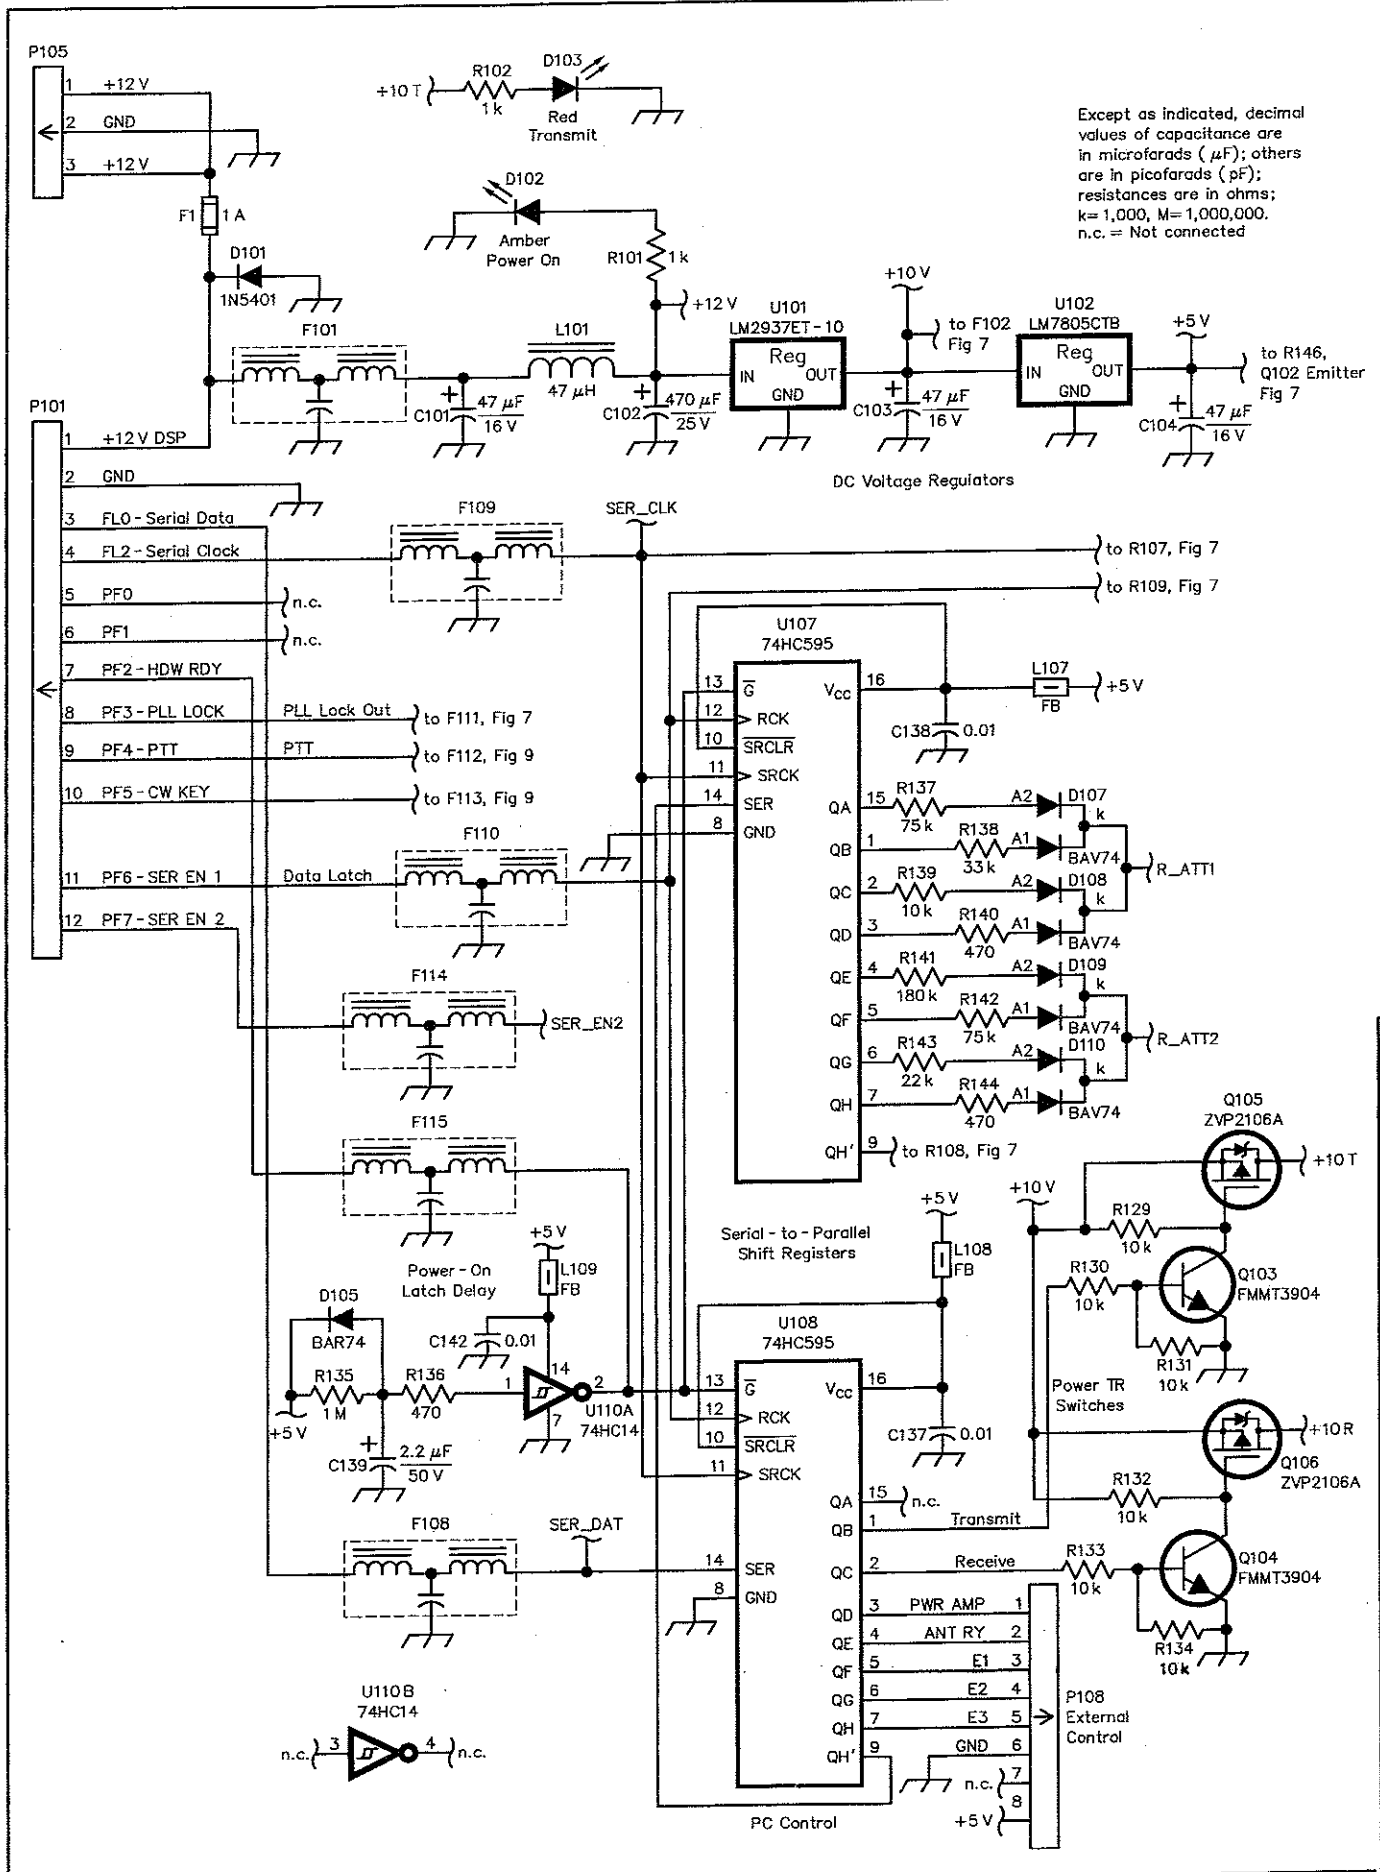 P105
1 +12 V
2 GND
3 +12 V
F1 1 A
D101
1N5401
+10 T
R102
1 k
D103
Red
Transmit
D102
Amber
Power On
R101 1 k
+12 V
Except as indicated, decimal
values of capacitance are
in microfarads ( μF); others
are in picofarads ( pF);
resistances are in ohms;
k=1,000, M=1,000,000.
n.c. = Not connected
F101
L101
47 μH
C101 + 47 μF
16 V
C102 + 470 μF
25 V
U101
LM2937ET-10
Reg
IN OUT
GND
+10 V
to F102
Fig 7
C103 + 47 μF
16 V
U102
LM7805CTB
Reg
IN OUT
GND
+5 V
to R146,
Q102 Emitter
Fig 7
C104 + 47 μF
16 V
DC Voltage Regulators
P101
1 +12 V DSP
2 GND
3 FL0-Serial Data
4 FL2-Serial Clock
5 PF0 n.c.
6 PF1 n.c.
7 PF2-HDW RDY
8 PF3-PLL LOCK PLL Lock Out to F111, Fig 7
9 PF4-PTT PTT to F112, Fig 9
10 PF5-CW KEY to F113, Fig 9
11 PF6-SER EN 1 Data Latch
12 PF7-SER EN 2
F109
SER_CLK
to R107, Fig 7
to R109, Fig 7
F110
F114
SER_EN2
F115
U107
74HC595
13 G
12 RCK
10 SRCLR
11 SRCK
14 SER
8 GND
VCC 16
L107
FB
+5 V
C138 0.01
QA 15 R137
75 k
A2 D107
k
QB 1 R138
33 k
A1 BAV74
QC 2 R139
10 k
A2 D108
k
QD 3 R140
470
A1 BAV74
R_ATT1
QE 4 R141
180 k
A2 D109
k
QF 5 R142
75 k
A1 BAV74
QG 6 R143
22 k
A2 D110
k
QH 7 R144
470
A1 BAV74
R_ATT2
QH' 9 to R108, Fig 7
Serial-to-Parallel
Shift Registers
Power-On
Latch Delay
D105
BAR74
R135
1 M
+5 V
R136
470
C139 + 2.2 μF
50 V
+5 V
L109
FB
C142 0.01
14
1 2
7
U110A
74HC14
F108
SER_DAT
U110B
74HC14
n.c. 3 4 n.c.
U108
74HC595
13 G
12 RCK
10 SRCLR
11 SRCK
14 SER
8 GND
+5 V
L108
FB
VCC 16
C137 0.01
QA 15 n.c.
QB 1 Transmit
QC 2 Receive
QD 3 PWR AMP 1
QE 4 ANT RY 2
QF 5 E1 3
QG 6 E2 4
QH 7 E3 5
QH' 9
GND 6
n.c. 7
+5 V 8
P108
External
Control
PC Control
Q105
ZVP2106A
+10 T
+10 V
R129
10 k
R130
10 k
Q103
FMMT3904
R131
10 k
Power TR
Switches
+10 R
Q106
ZVP2106A
R132
10 k
R133
10 k
Q104
FMMT3904
R134
10 k